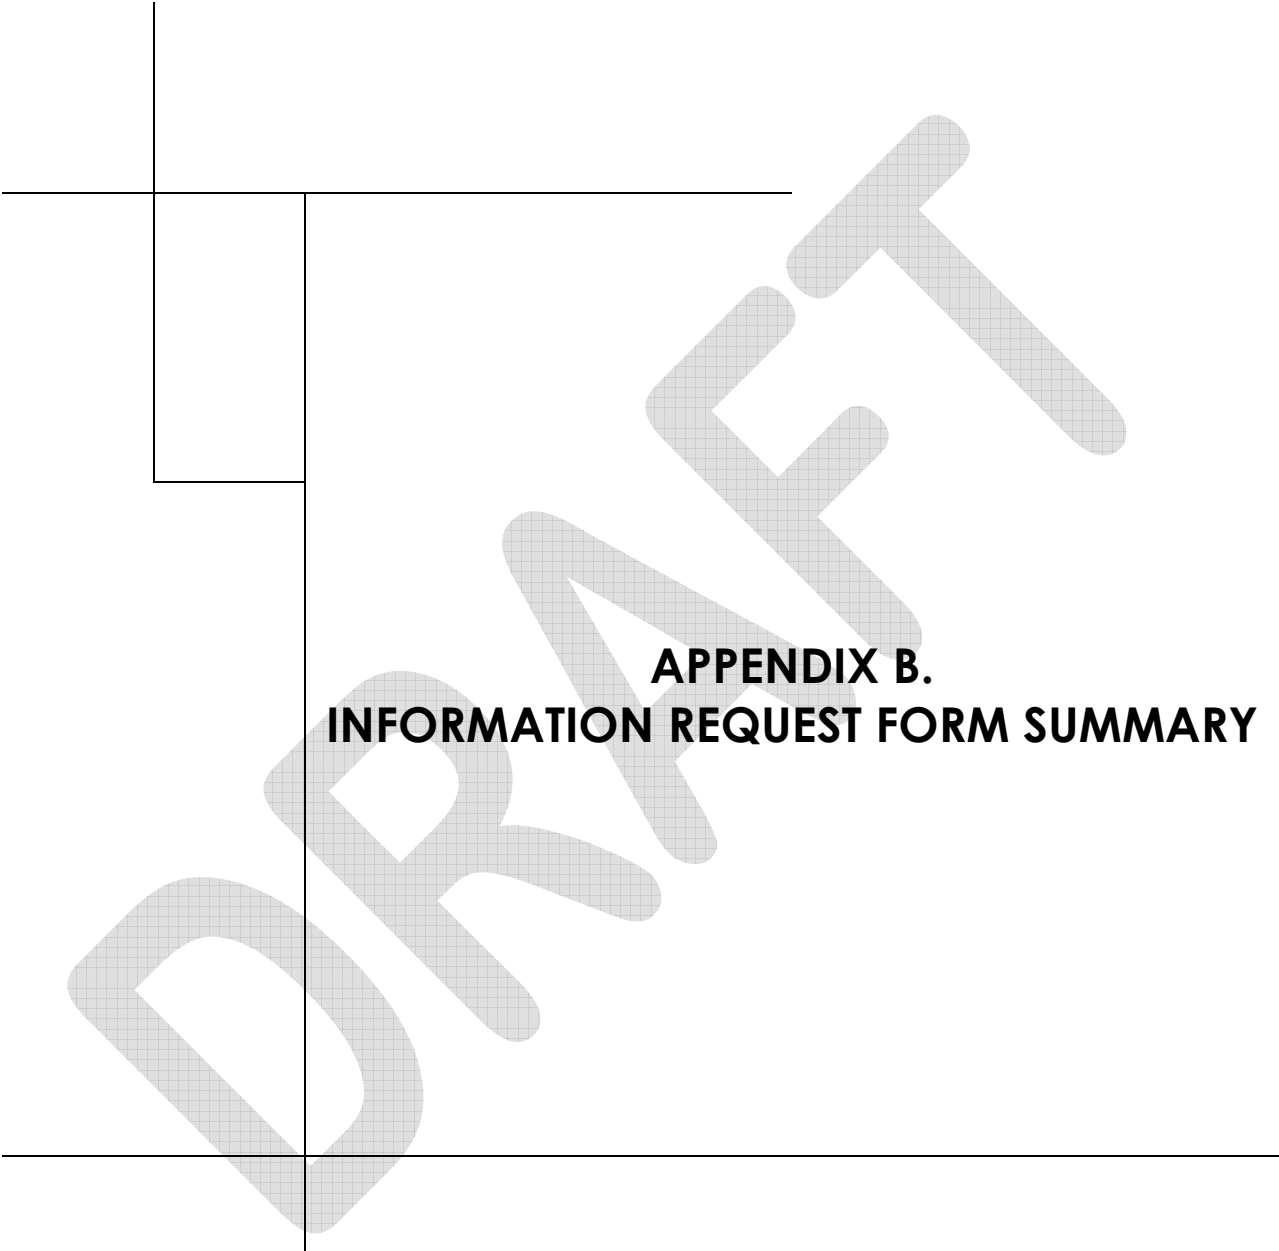 DRAFT
APPENDIX B.
INFORMATION REQUEST FORM SUMMARY